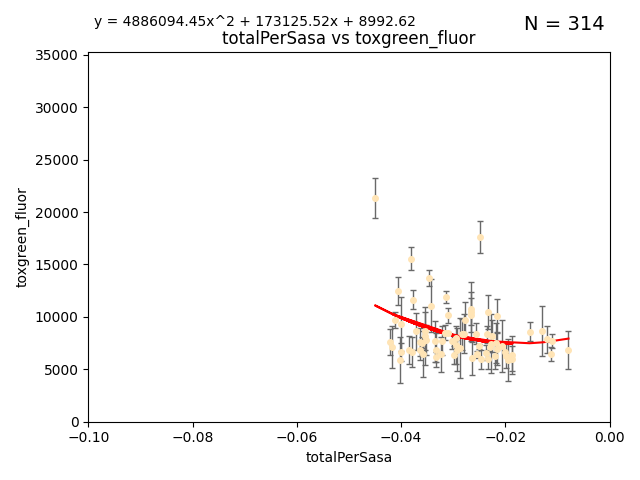 y = 4886094.45x^2 + 173125.52x + 8992.62
N = 314
totalPerSasa vs toxgreen_fluor
35000
30000
25000
20000
15000
10000
5000
0
toxgreen_fluor
−0.10
−0.08
−0.06
−0.04
−0.02
0.00
totalPerSasa